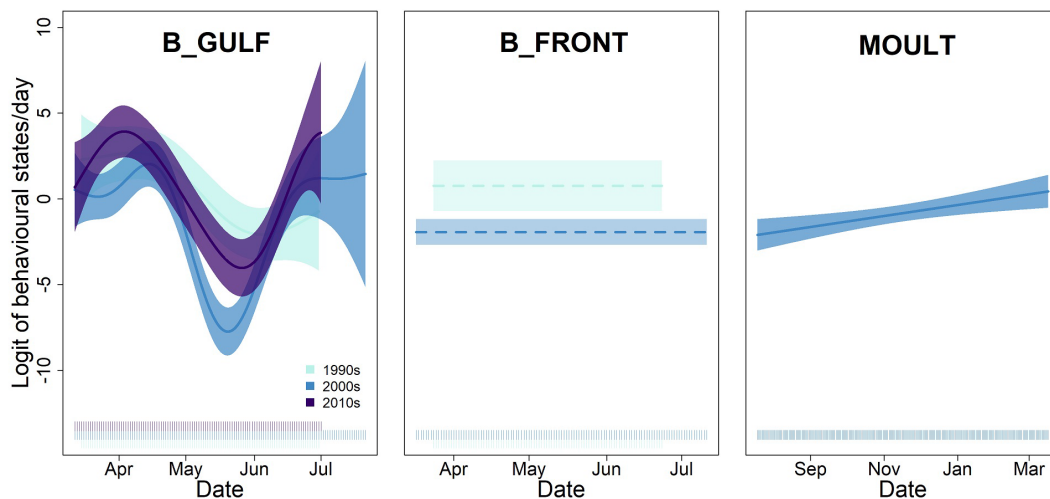 B_GULF
B_FRONT
MOULT
Logit of behavioural states/day
10
5
0
-5
-10
1990s
2000s
2010s
Apr May Jun Jul
Date
Apr May Jun Jul
Date
Sep Nov Jan Mar
Date